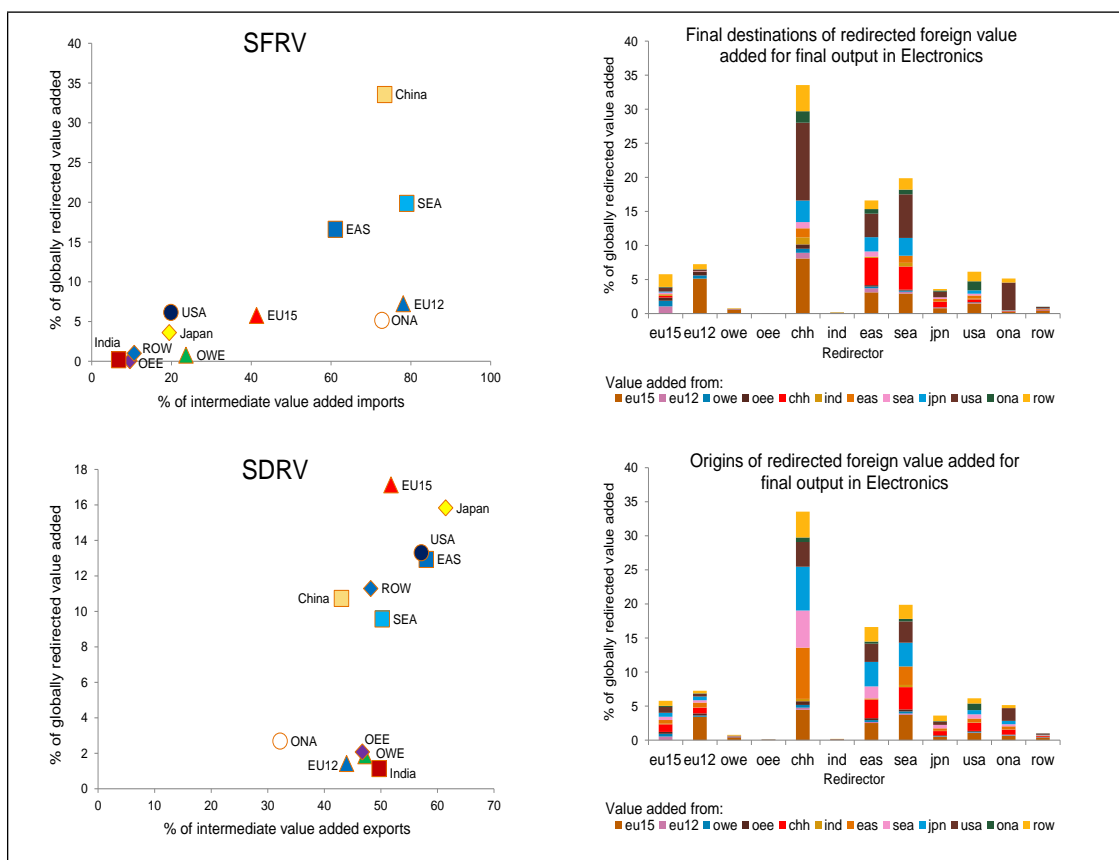 SFRV
% of globally redirected value added
40
35
30
25
20
15
10
5
0
China
SEA
EAS
USA
EU15
EU12
ONA
Japan
India
ROW
OEE
OWE
0 20 40 60 80 100
% of intermediate value added imports
Final destinations of redirected foreign value
added for final output in Electronics
% of globally redirected value added
40
35
30
25
20
15
10
5
0
eu15 eu12 owe oee chh ind eas sea jpn usa ona row
Redirector
Value added from:
eu15 eu12 owe oee chh ind eas sea jpn usa ona row
SDRV
% of globally redirected value added
18
16
14
12
10
8
6
4
2
0
EU15
Japan
USA
EAS
ROW
China
SEA
ONA
OEE
OWE
EU12
India
0 10 20 30 40 50 60 70
% of intermediate value added exports
Origins of redirected foreign value added for
final output in Electronics
% of globally redirected value added
40
35
30
25
20
15
10
5
0
eu15 eu12 owe oee chh ind eas sea jpn usa ona row
Redirector
Value added from:
eu15 eu12 owe oee chh ind eas sea jpn usa ona row